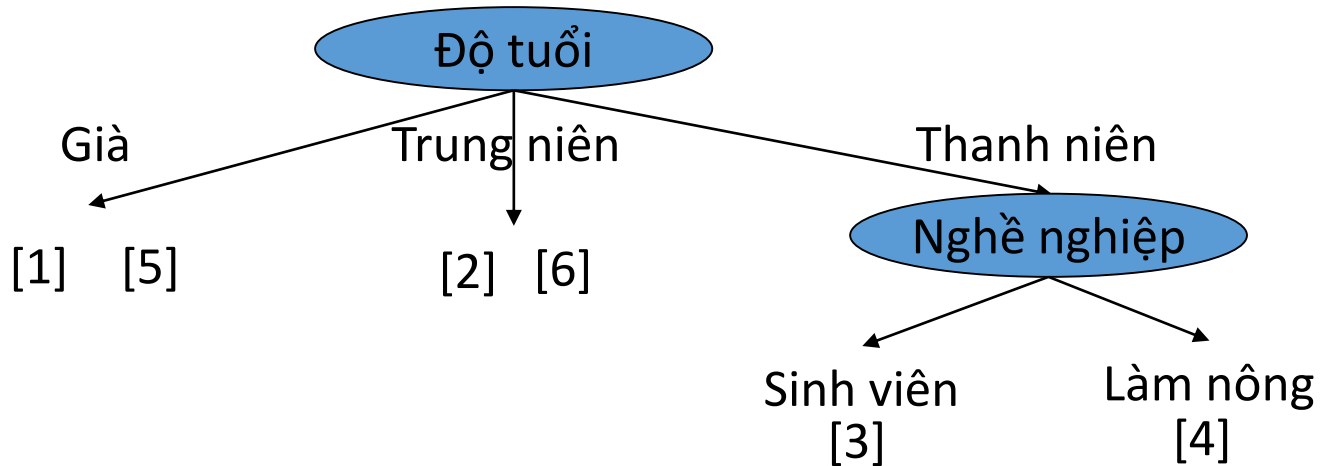 Độ tuổi
Già
Trung niên
Thanh niên
Nghề nghiệp
[1] [5]
[2] [6]
Sinh viên
[3]
Làm nông
[4]